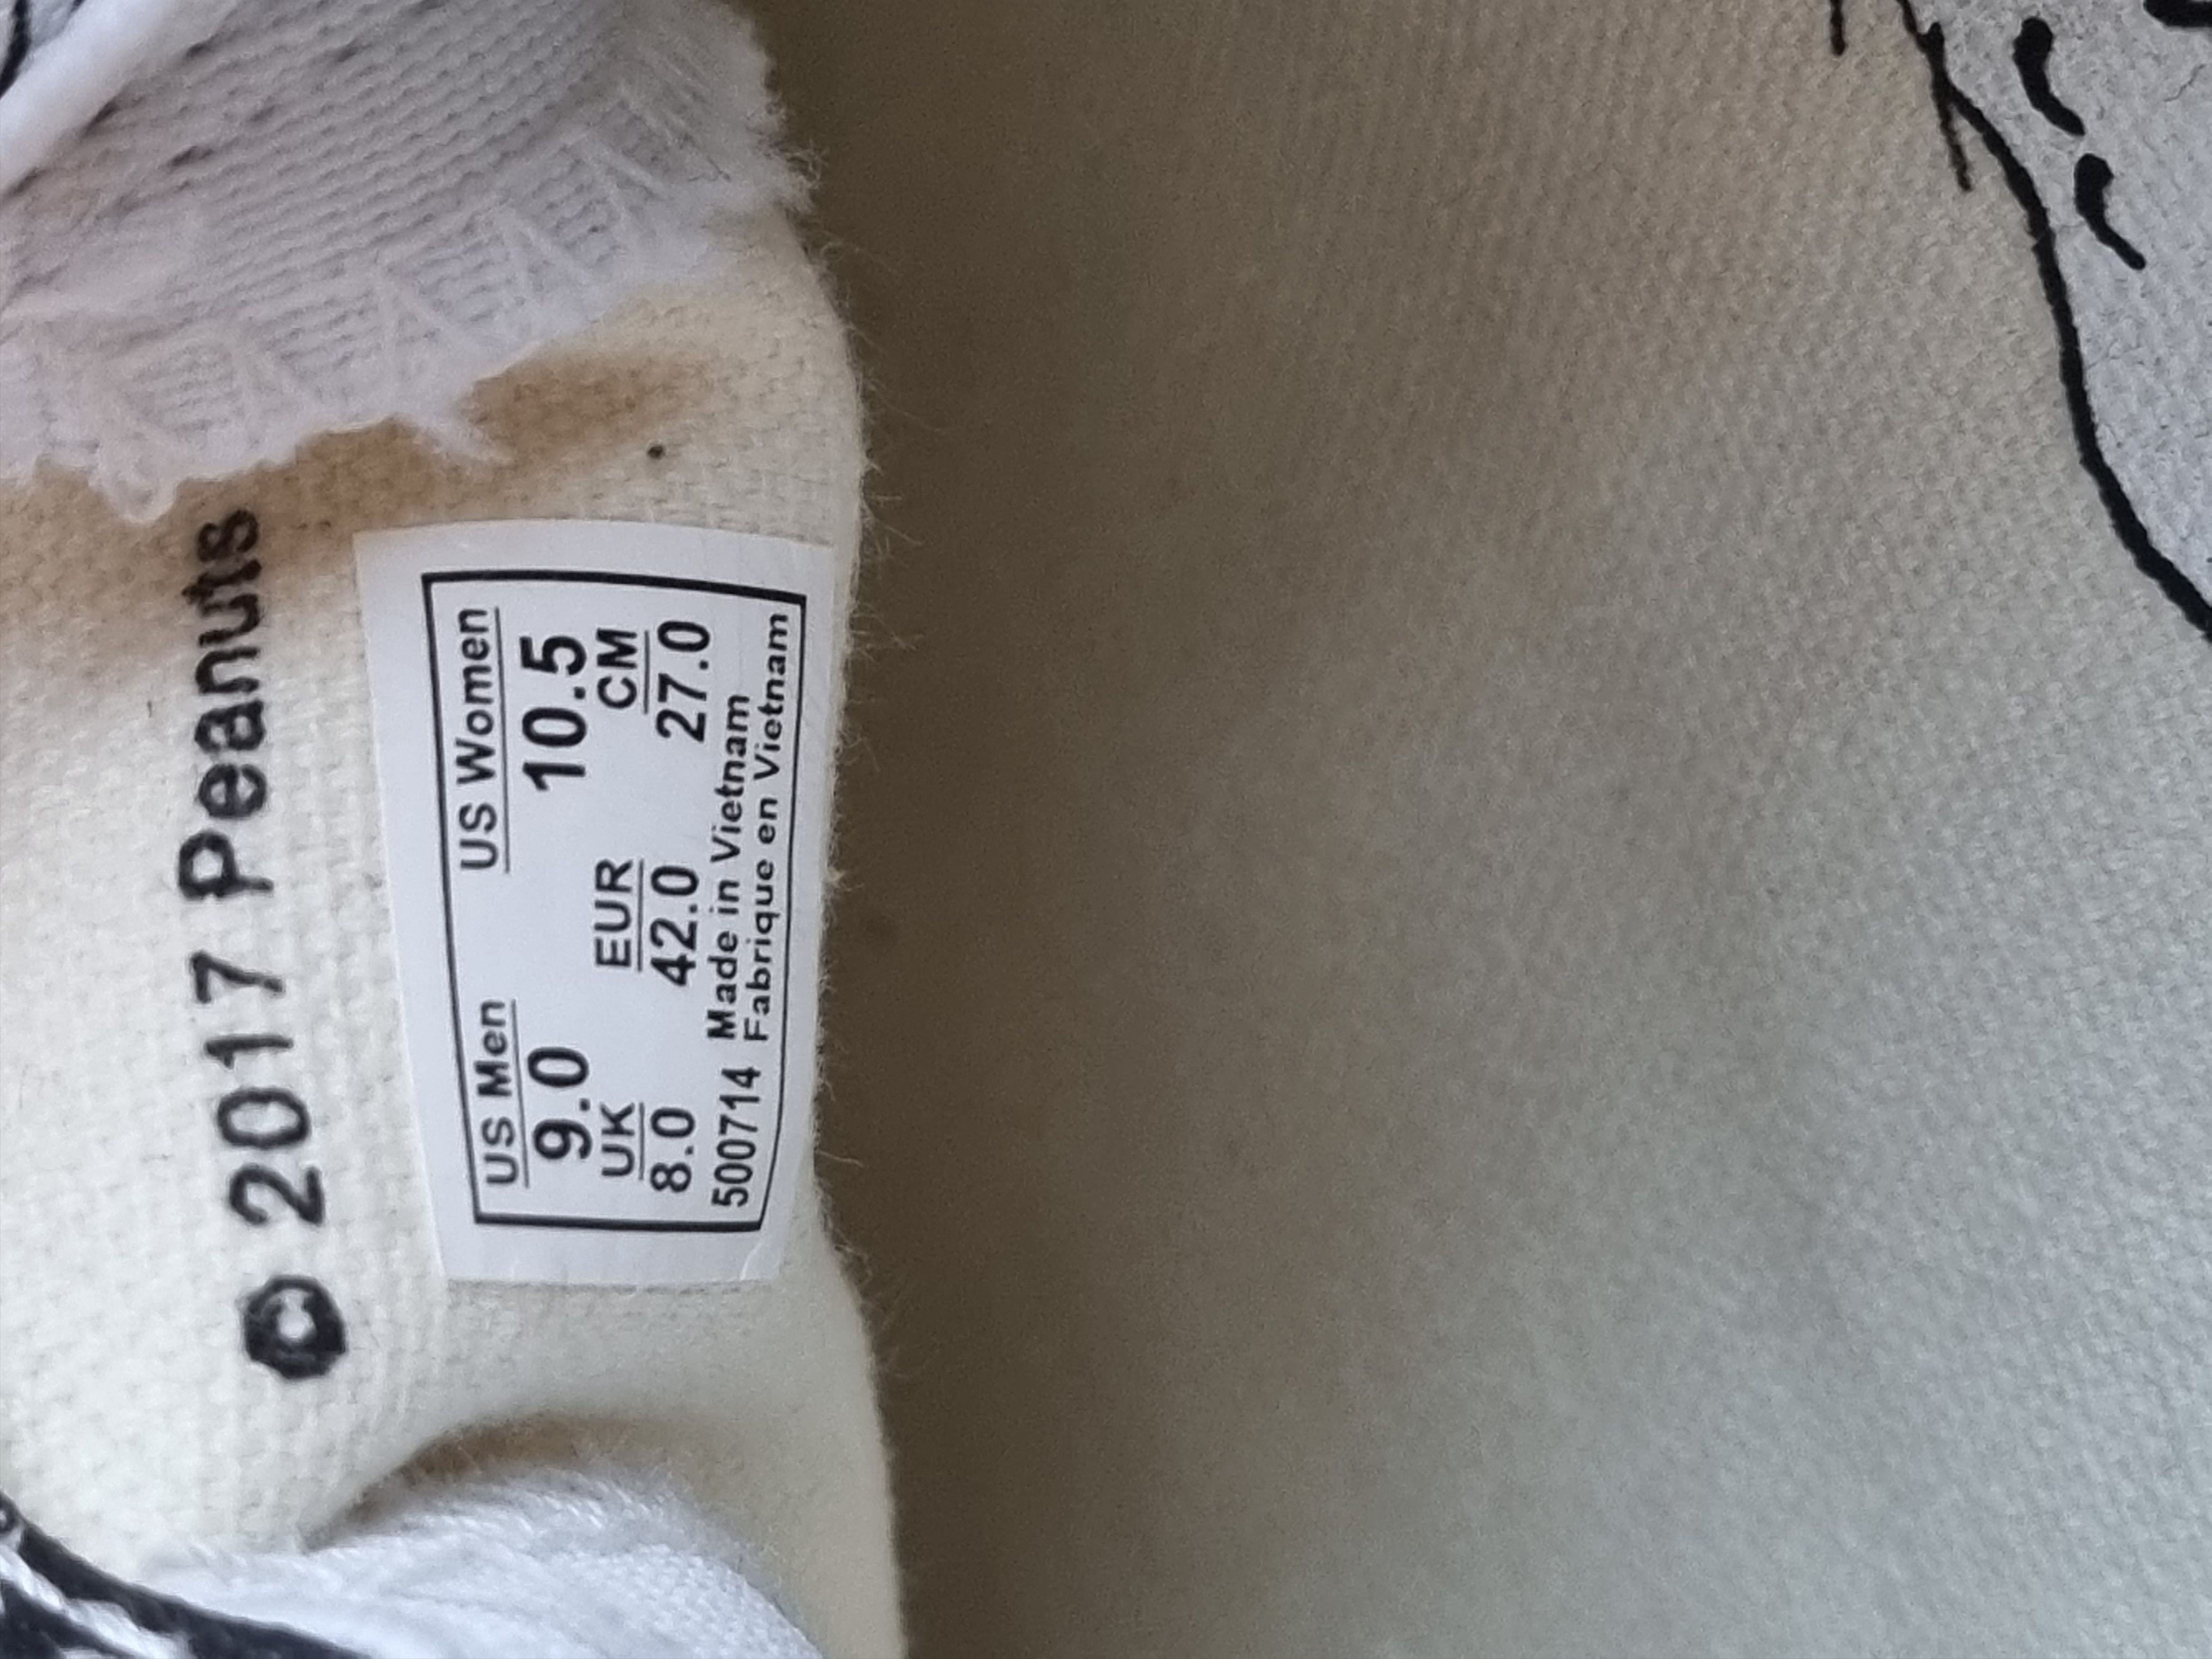 © 2017 Peanuts
US Men US Women
9.0 10.5
UK EUR CM
8.0 42.0 27.0
500714 Made in Vietnam
Fabrique en Vietnam